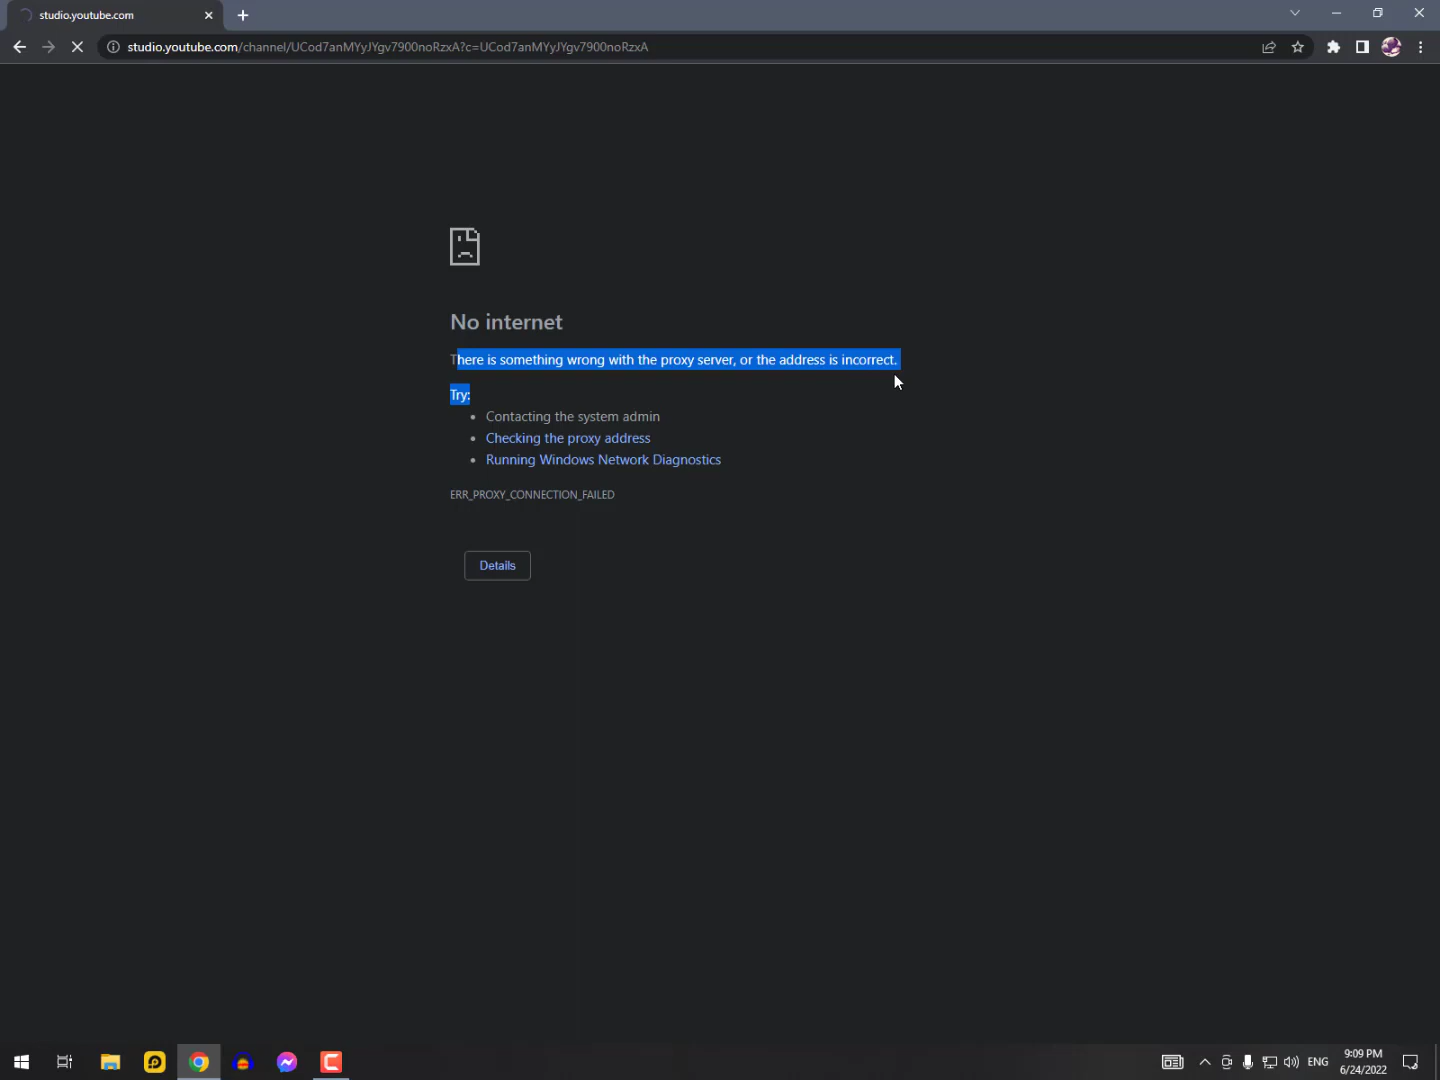 studio.youtube.com
studio.youtube.com/channel/UCod7anMYyJYgv7900noRzxA?c=UCod7anMYyJYgv7900noRzxA
No internet
There is something wrong with the proxy server, or the address is incorrect.
Try:
Contacting the system admin
Checking the proxy address
Running Windows Network Diagnostics
ERR_PROXY_CONNECTION_FAILED
Details
ENG
9:09 PM
6/24/2022